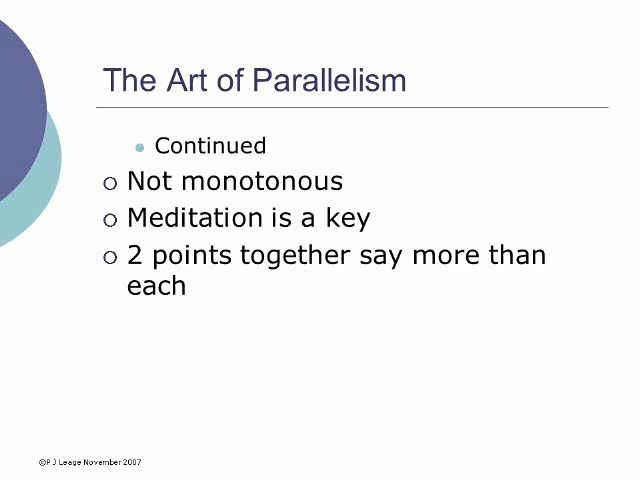 The Art of Parallelism
Continued
Not monotonous
Meditation is a key
2 points together say more than
each
©P J Leage November 2007